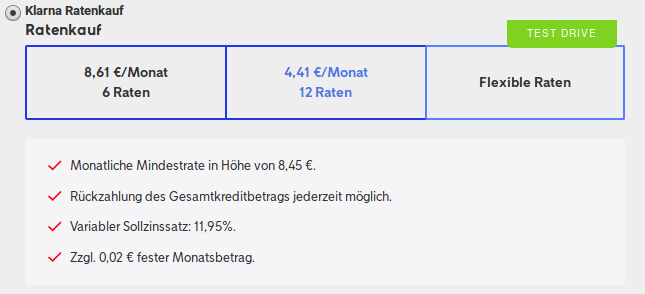 Klarna Ratenkauf
Ratenkauf
TEST DRIVE
8,61 €/Monat
6 Raten
4,41 €/Monat
12 Raten
Flexible Raten
Monatliche Mindestrate in Höhe von 8,45 €.
Rückzahlung des Gesamtkreditbetrags jederzeit möglich.
Variabler Sollzinssatz: 11,95%.
Zzgl. 0,02 € fester Monatsbetrag.